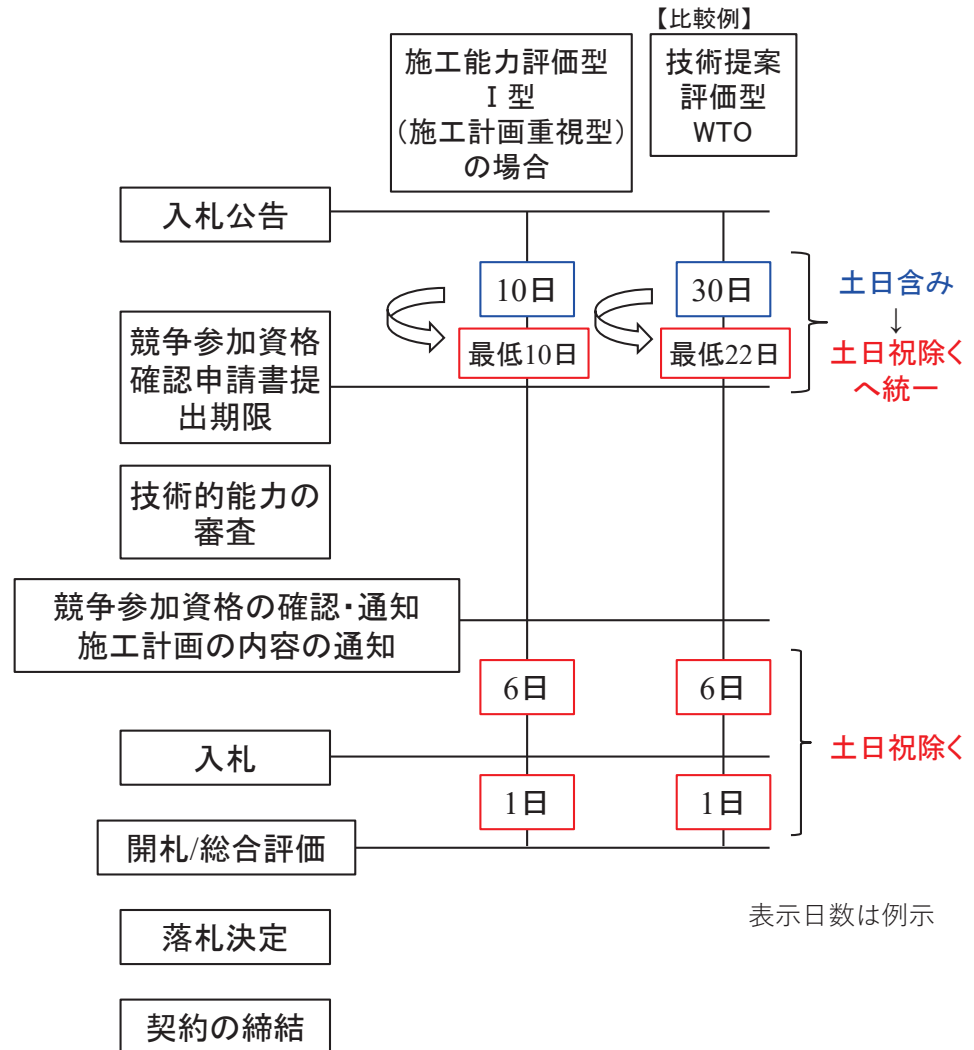 【比較例】
施工能力評価型
Ⅰ型
(施工計画重視型)
の場合
技術提案
評価型
WTO
入札公告
10日
30日
土日含み
↓
土日祝除く
へ統一
最低10日
最低22日
競争参加資格
確認申請書提
出期限
技術的能力の
審査
競争参加資格の確認・通知
施工計画の内容の通知
6日
6日
土日祝除く
入札
1日
1日
開札/総合評価
表示日数は例示
落札決定
契約の締結